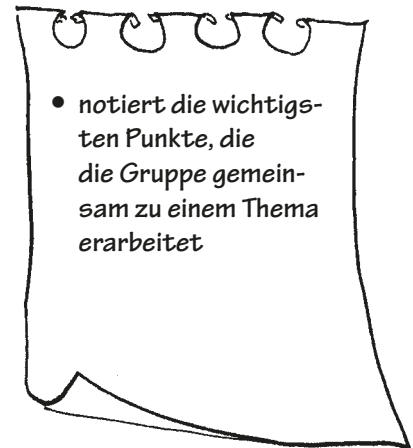 • notiert die wichtigs-
ten Punkte, die
die Gruppe gemein-
sam zu einem Thema
erarbeitet